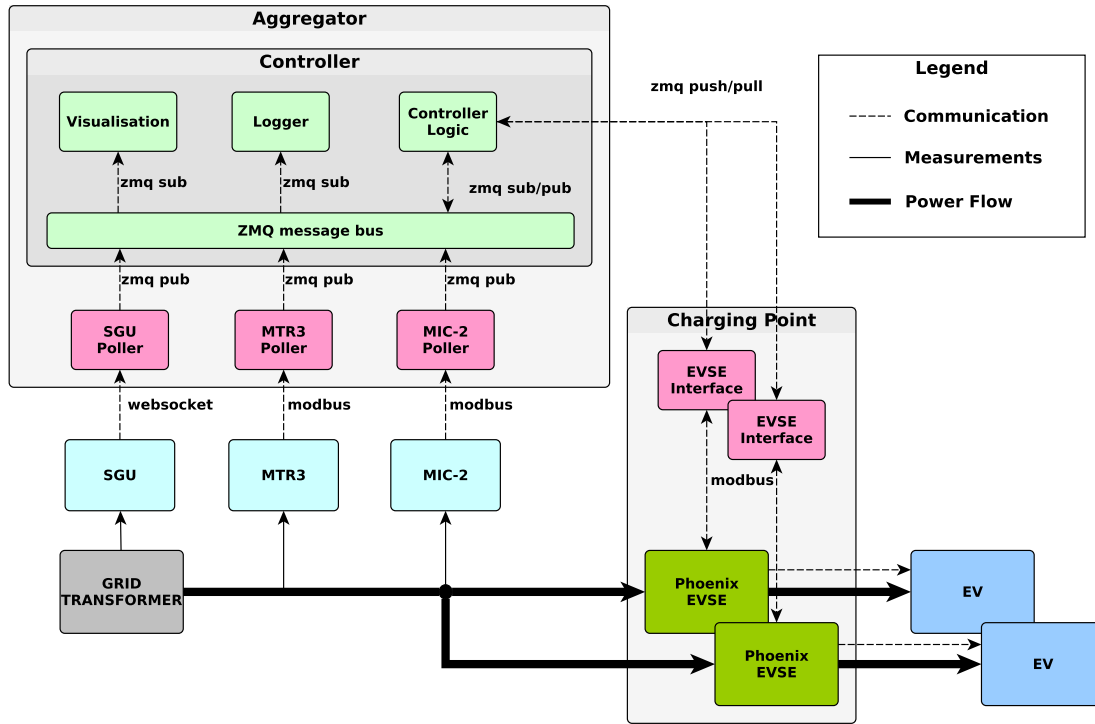 Aggregator
Controller
Visualisation
Logger
Controller
Logic
zmq push/pull
Legend
Communication
Measurements
Power Flow
zmq sub
zmq sub
zmq sub/pub
ZMQ message bus
zmq pub
zmq pub
zmq pub
SGU
Poller
MTR3
Poller
MIC-2
Poller
Charging Point
EVSE
Interface
EVSE
Interface
websocket
modbus
modbus
SGU
MTR3
MIC-2
modbus
GRID
TRANSFORMER
Phoenix
EVSE
EV
Phoenix
EVSE
EV